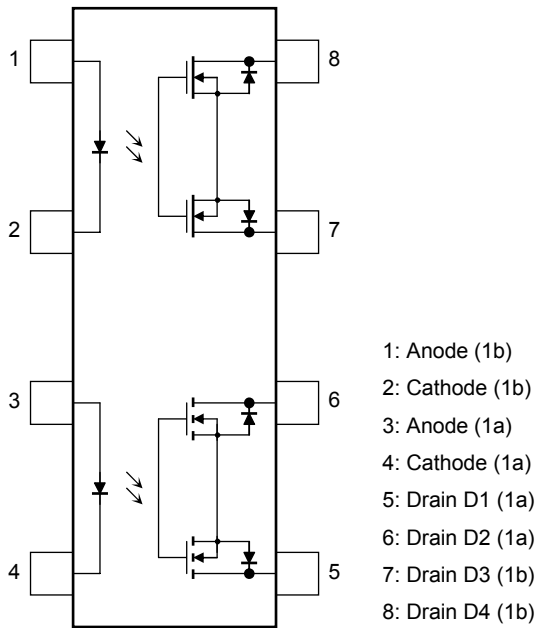 1
8
2
7
3
6
4
5
1: Anode (1b)
2: Cathode (1b)
3: Anode (1a)
4: Cathode (1a)
5: Drain D1 (1a)
6: Drain D2 (1a)
7: Drain D3 (1b)
8: Drain D4 (1b)